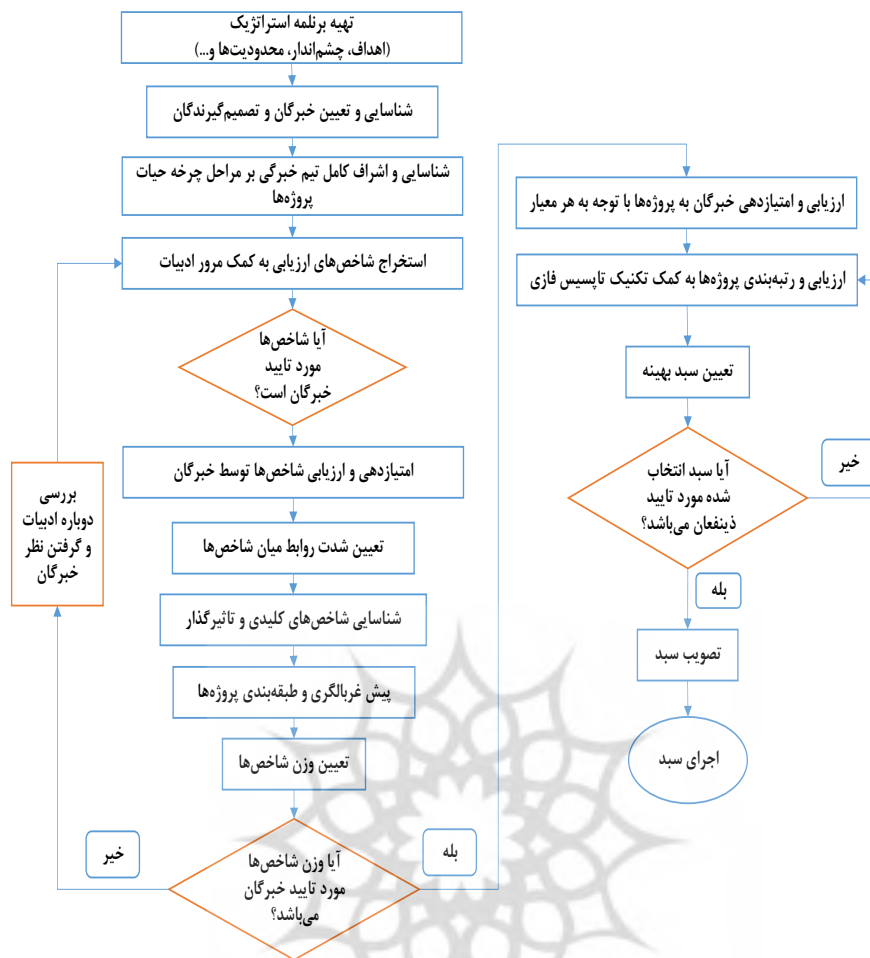 تهیه برنلمه استراتژیک
(اهداف، چشم‌اندار، محدودیت‌ها و...)
شناسایی و تعیین خبرگان و تصمیم‌گیرندگان
شناسایی و اشراف کامل تیم خبرگی بر مراحل چرخه حیات
پروژه‌ها
استخراج شاخص‌های ارزیابی به کمک مرور ادبیات
آیا شاخص‌ها
مورد تایید
خبرگان است؟
امتیازدهی و ارزیابی شاخص‌ها توسط خبرگان
تعیین شدت روابط میان شاخص‌ها
شناسایی شاخص‌های کلیدی و تاثیرگذار
پیش غربالگری و طبقه‌بندی پروژه‌ها
تعیین وزن شاخص‌ها
آیا وزن شاخص‌ها
مورد تایید خبرگان
می‌باشد؟
خیر
بررسی
دوباره ادبیات
و گرفتن نظر
خبرگان
بله
ارزیابی و امتیازدهی خبرگان به پروژه‌ها با توجه به هر معیار
ارزیابی و رتبه‌بندی پروژه‌ها به کمک تکنیک تاپسیس فازی
تعیین سبد بهینه
آیا سبد انتخاب
شده مورد تایید
ذینفعان می‌باشد؟
خیر
بله
تصویب سبد
اجرای سبد